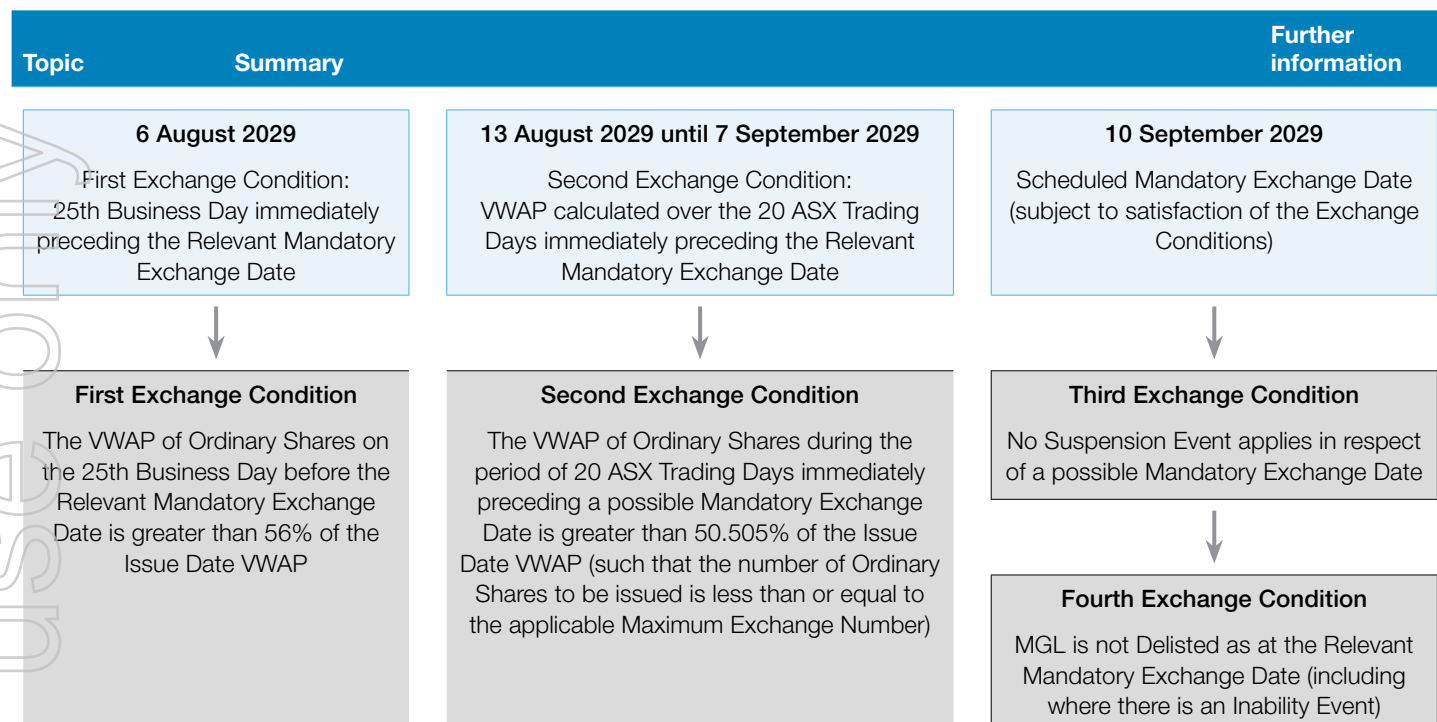 Topic Summary Further information
6 August 2029
First Exchange Condition:
25th Business Day immediately
preceding the Relevant Mandatory
Exchange Date
13 August 2029 until 7 September 2029
Second Exchange Condition:
VWAP calculated over the 20 ASX Trading
Days immediately preceding the Relevant
Mandatory Exchange Date
10 September 2029
Scheduled Mandatory Exchange Date
(subject to satisfaction of the Exchange
Conditions)
First Exchange Condition
The VWAP of Ordinary Shares on
the 25th Business Day before the
Relevant Mandatory Exchange
Date is greater than 56% of the
Issue Date VWAP
Second Exchange Condition
The VWAP of Ordinary Shares during the
period of 20 ASX Trading Days immediately
preceding a possible Mandatory Exchange
Date is greater than 50.505% of the Issue
Date VWAP (such that the number of Ordinary
Shares to be issued is less than or equal to
the applicable Maximum Exchange Number)
Third Exchange Condition
No Suspension Event applies in respect
of a possible Mandatory Exchange Date
Fourth Exchange Condition
MGL is not Delisted as at the Relevant
Mandatory Exchange Date (including
where there is an Inability Event)
use only